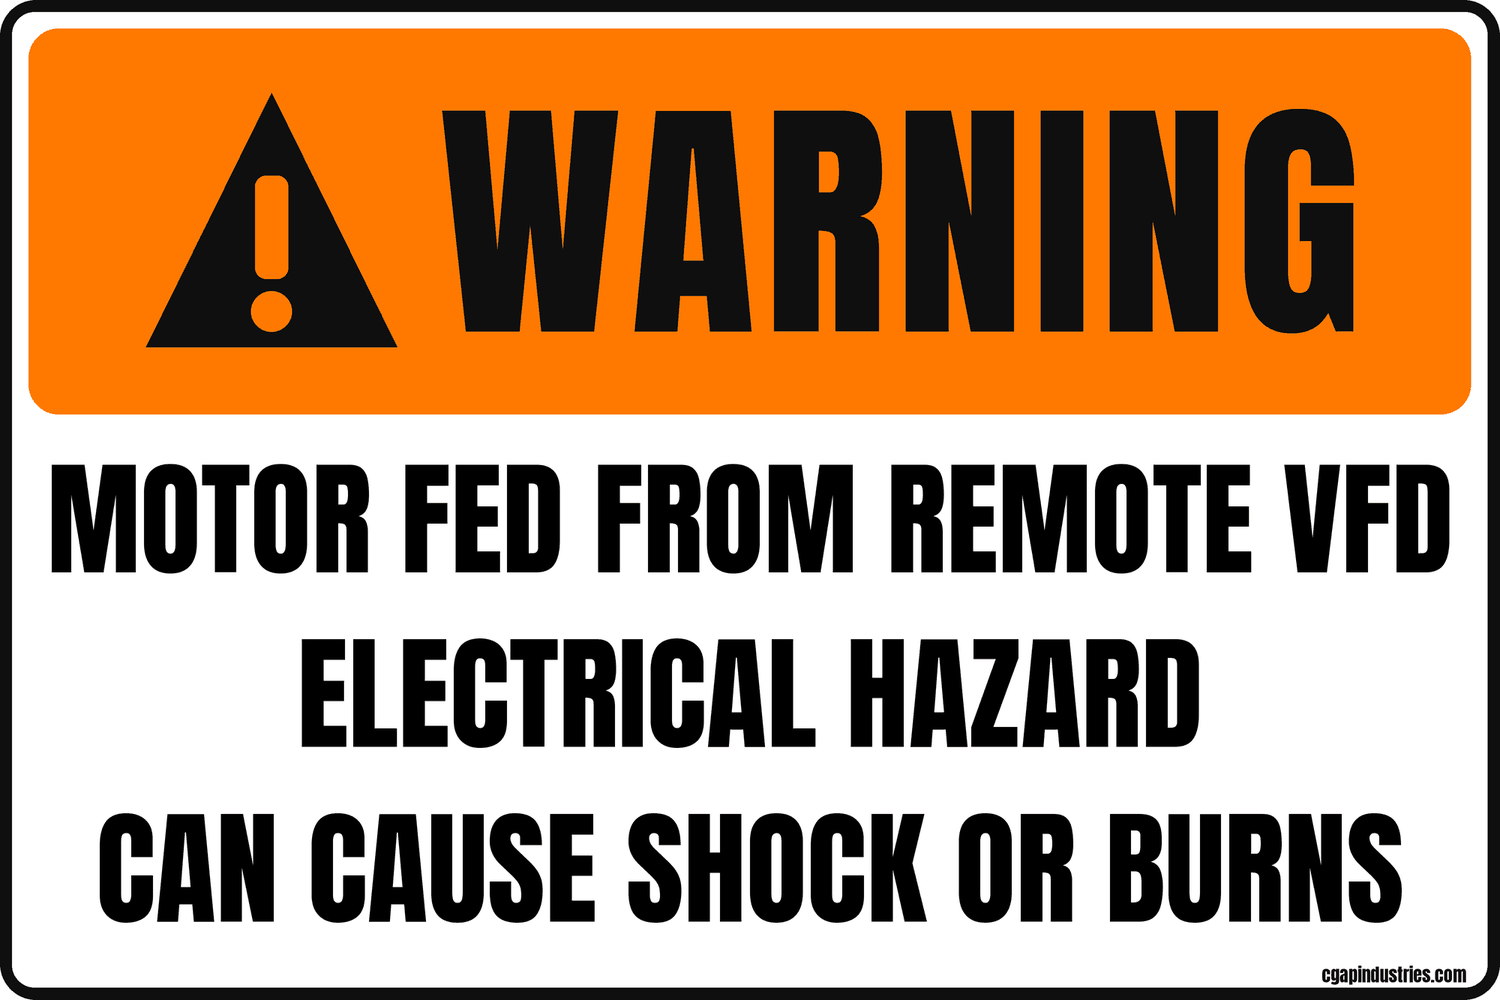 WARNING
MOTOR FED FROM REMOTE VFD
ELECTRICAL HAZARD
CAN CAUSE SHOCK OR BURNS
cgapindustries.com